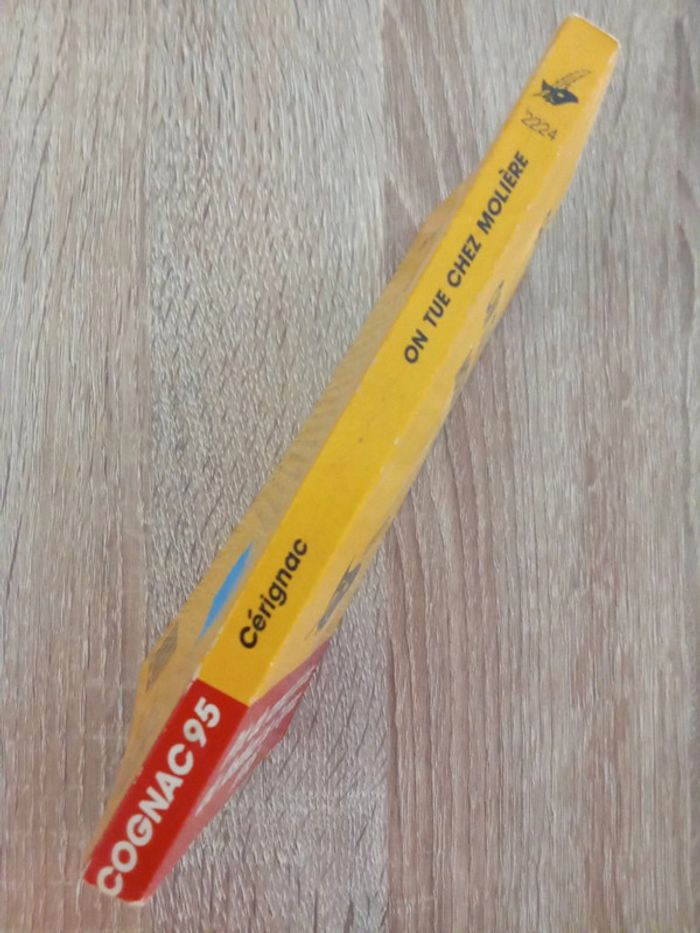 COGNAC 95
Cérignac
ON TUE CHEZ MOLIÈRE
2224